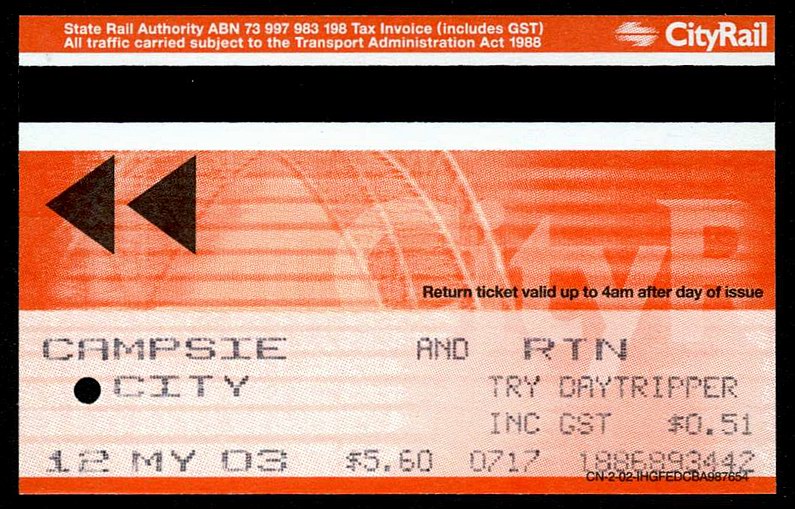 State Rail Authority ABN 73 997 983 198 Tax Invoice (includes GST)
All traffic carried subject to the Transport Administration Act 1988
CityRail
CityR
Return ticket valid up to 4am after day of issue
CAMPSIE AND RTN
CITY TRY DAYTRIPPER
INC GST $0.51
12 MY 03 $5.60 0717 1886893442
CN-2-02-IHGFEDCBA987654